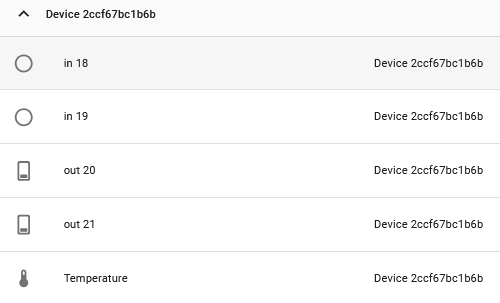 Device 2ccf67bc1b6b
in 18 Device 2ccf67bc1b6b
in 19 Device 2ccf67bc1b6b
out 20 Device 2ccf67bc1b6b
out 21 Device 2ccf67bc1b6b
Temperature Device 2ccf67bc1b6b